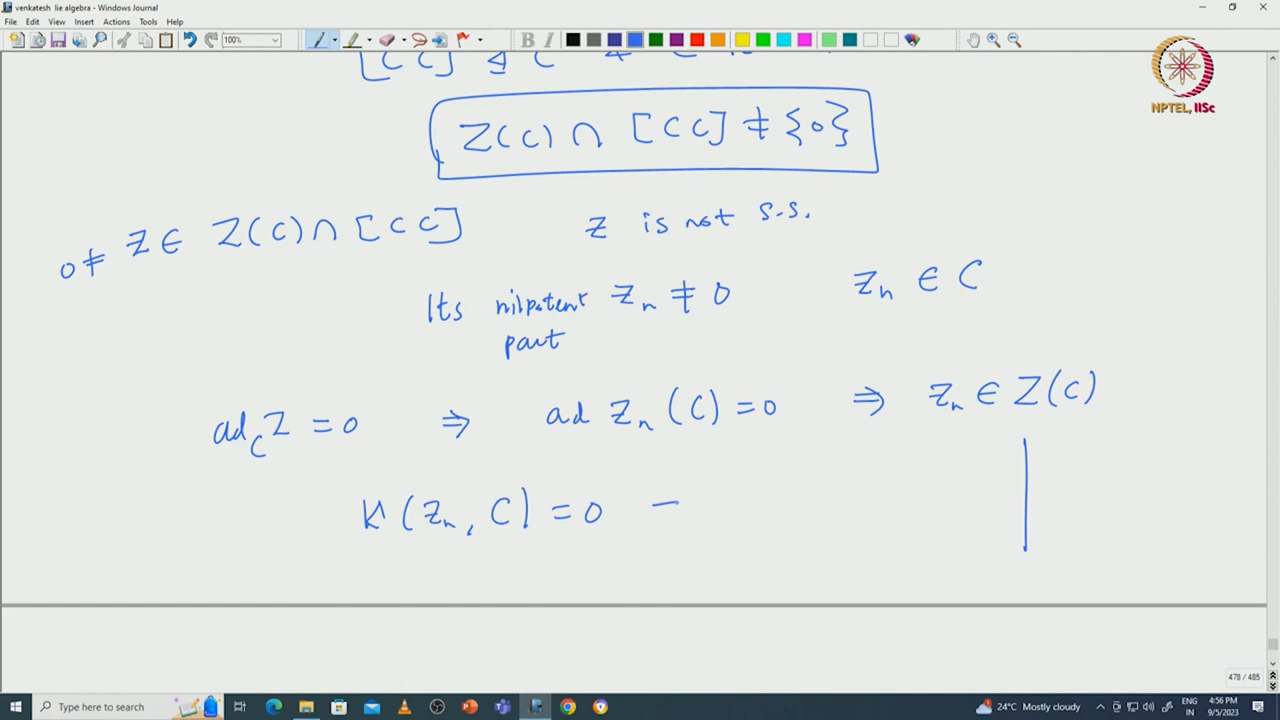 venkatesh lie algebra - Windows Journal
File Edit View Insert Actions Tools Help
100%
[C C] ⊴ C
NPTEL, IISc
Z(C) ∩ [C C] ≠ {0}
0 ≠ Z ∈ Z(C) ∩ [C C] Z is not s.s.
Its nilpotent Z_n ≠ 0 Z_n ∈ C
part
ad_C Z = 0 ⇒ ad Z_n (C) = 0 ⇒ Z_n ∈ Z(C)
K(Z_n, C) = 0 –
478 / 485
Type here to search
24°C Mostly cloudy
ENG
IN
4:56 PM
9/5/2023